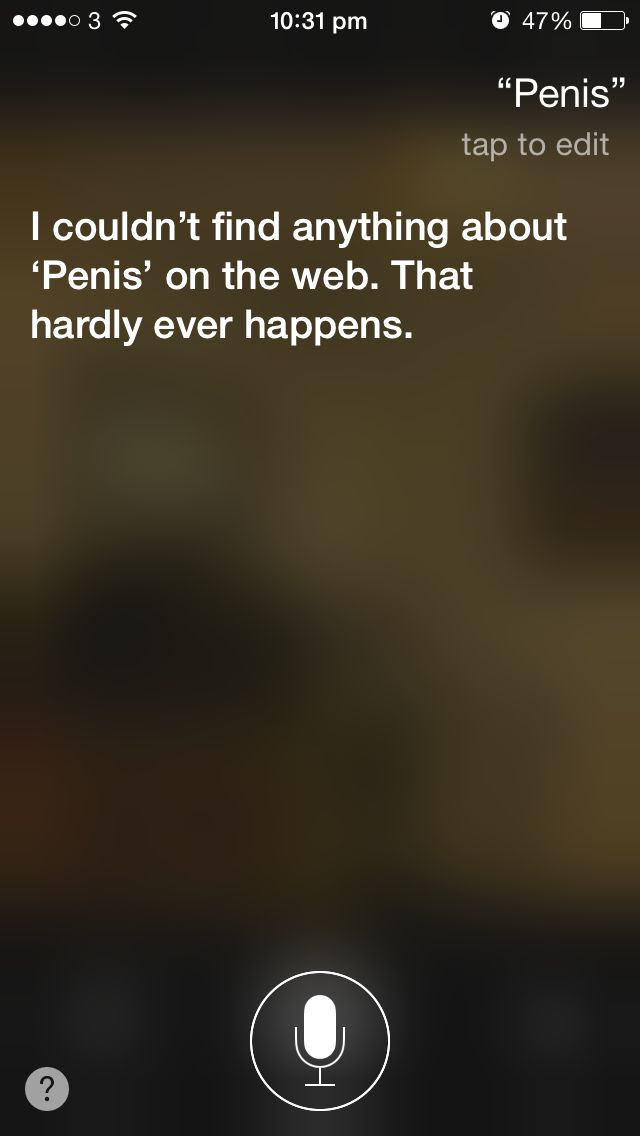 3 10:31 pm 47%
“Penis”
tap to edit
I couldn’t find anything about
‘Penis’ on the web. That
hardly ever happens.
?